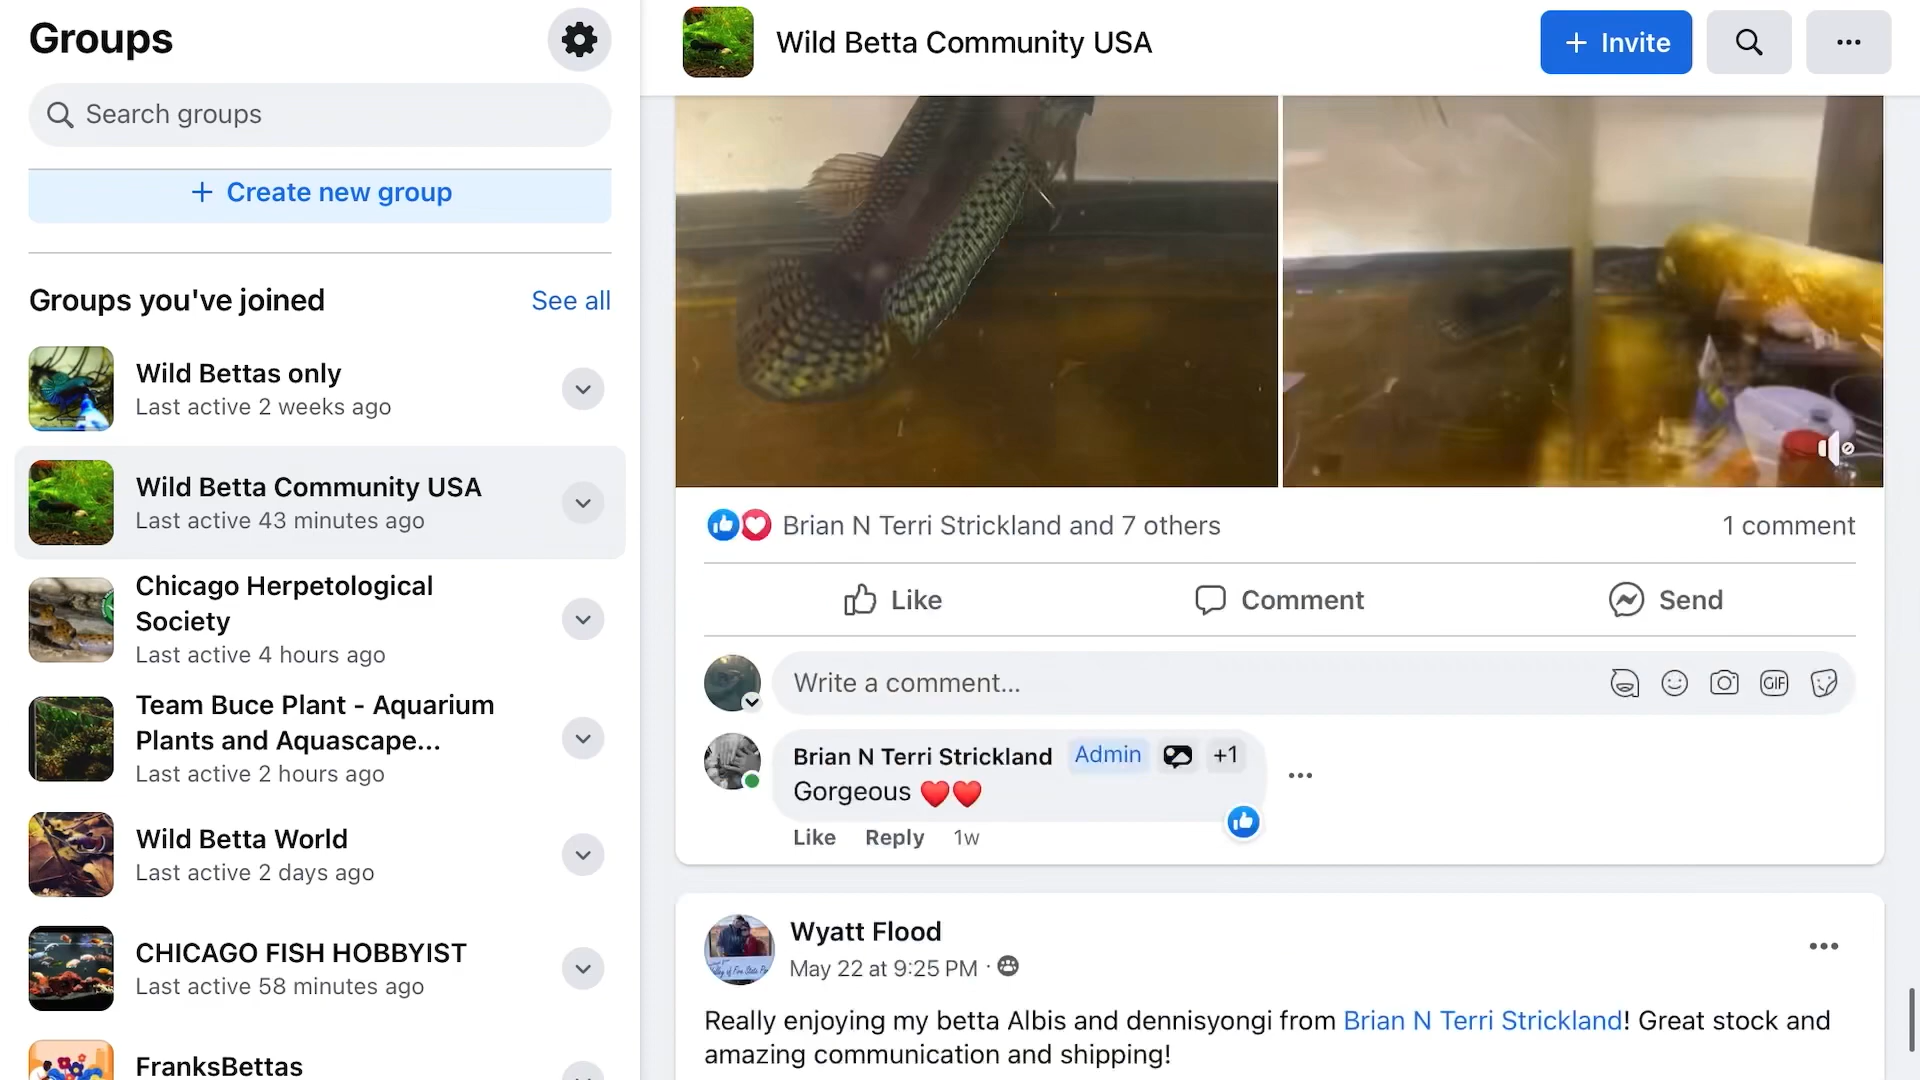 Groups
Search groups
+ Create new group
Groups you've joined
See all
Wild Bettas only
Last active 2 weeks ago
Wild Betta Community USA
Last active 43 minutes ago
Chicago Herpetological
Society
Last active 4 hours ago
Team Buce Plant - Aquarium
Plants and Aquascape...
Last active 2 hours ago
Wild Betta World
Last active 2 days ago
CHICAGO FISH HOBBYIST
Last active 58 minutes ago
FranksBettas
Wild Betta Community USA
+ Invite
Brian N Terri Strickland and 7 others
1 comment
Like
Comment
Send
Write a comment...
GIF
Brian N Terri Strickland Admin +1
Gorgeous ❤️❤️
Like Reply 1w
Wyatt Flood
May 22 at 9:25 PM ·
Really enjoying my betta Albis and dennisyongi from Brian N Terri Strickland! Great stock and
amazing communication and shipping!